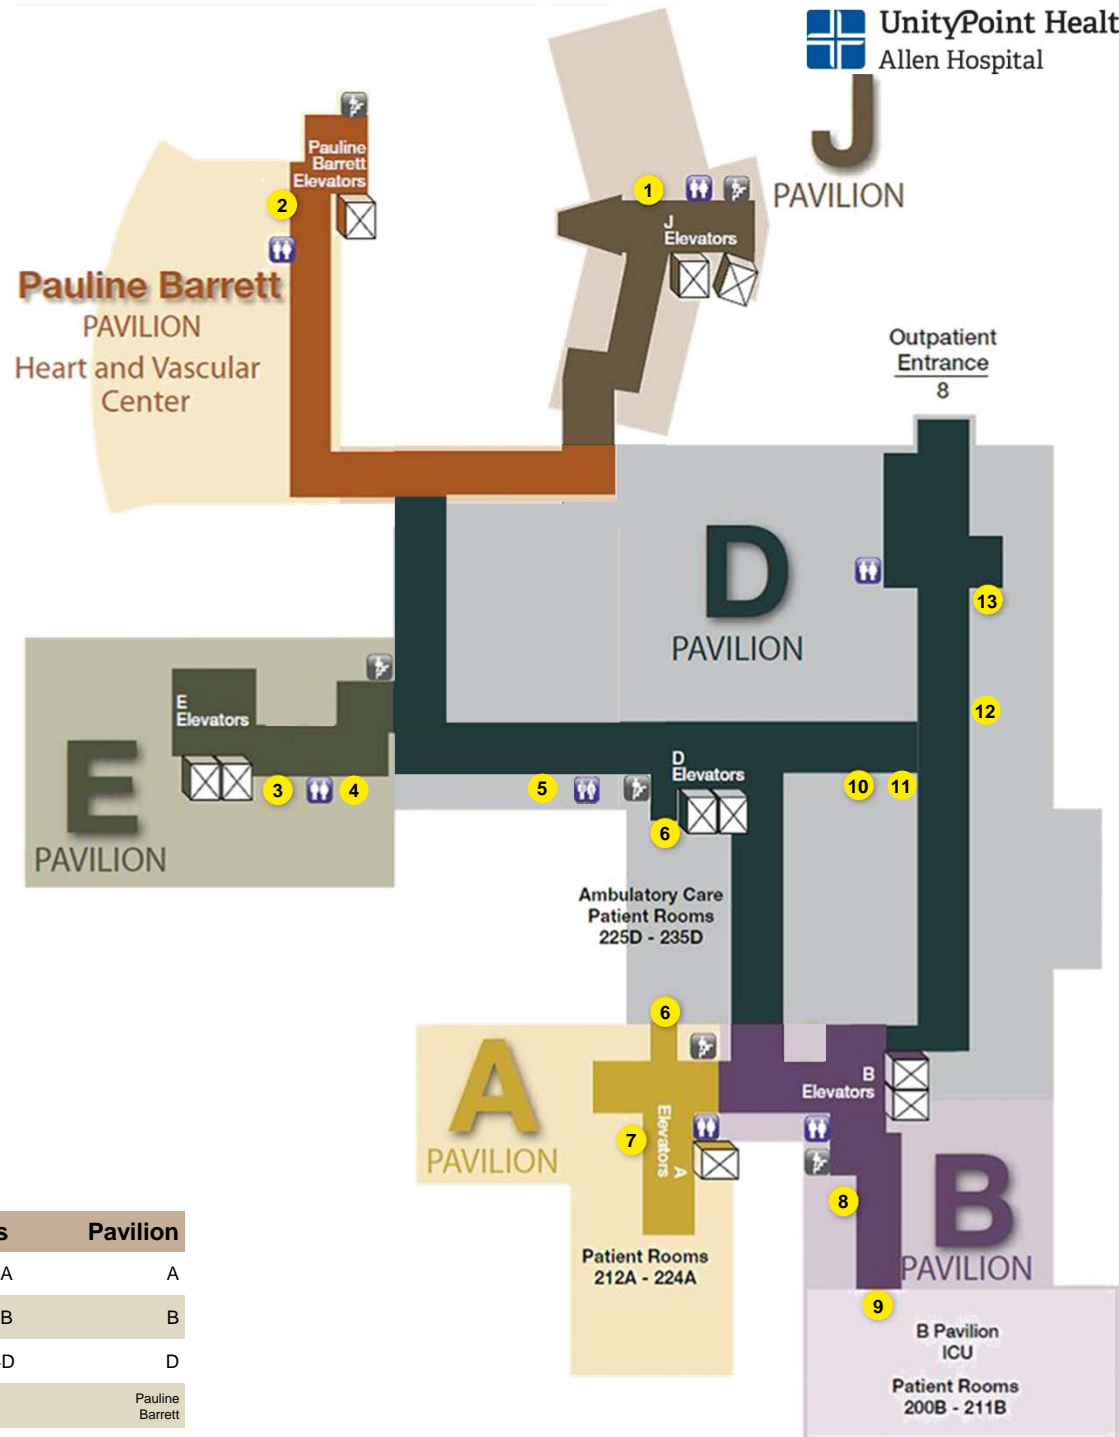 UnityPoint Healt
Allen Hospital
J
PAVILION
Pauline
Barrett
Elevators
2
1
J
Elevators
Pauline Barrett
PAVILION
Heart and Vascular
Center
Outpatient
Entrance
8
D
PAVILION
13
12
E
Elevators
E
PAVILION
3
4
5
D
Elevators
6
10
11
Ambulatory Care
Patient Rooms
225D - 235D
6
A
PAVILION
B
Elevators
7
A
Elevators
8
B
PAVILION
Patient Rooms
212A - 224A
9
B Pavilion
ICU
Patient Rooms
200B - 211B
s Pavilion
A A
B B
D D
Pauline
Barrett